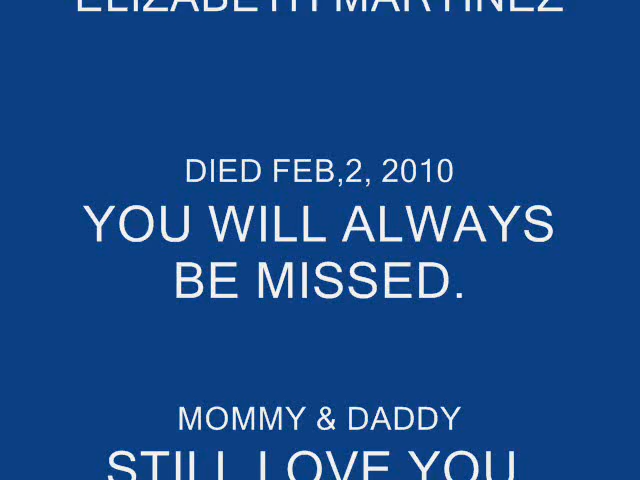 ELIZABETH MARTINEZ
DIED FEB,2, 2010
YOU WILL ALWAYS
BE MISSED.
MOMMY & DADDY
STILL LOVE YOU